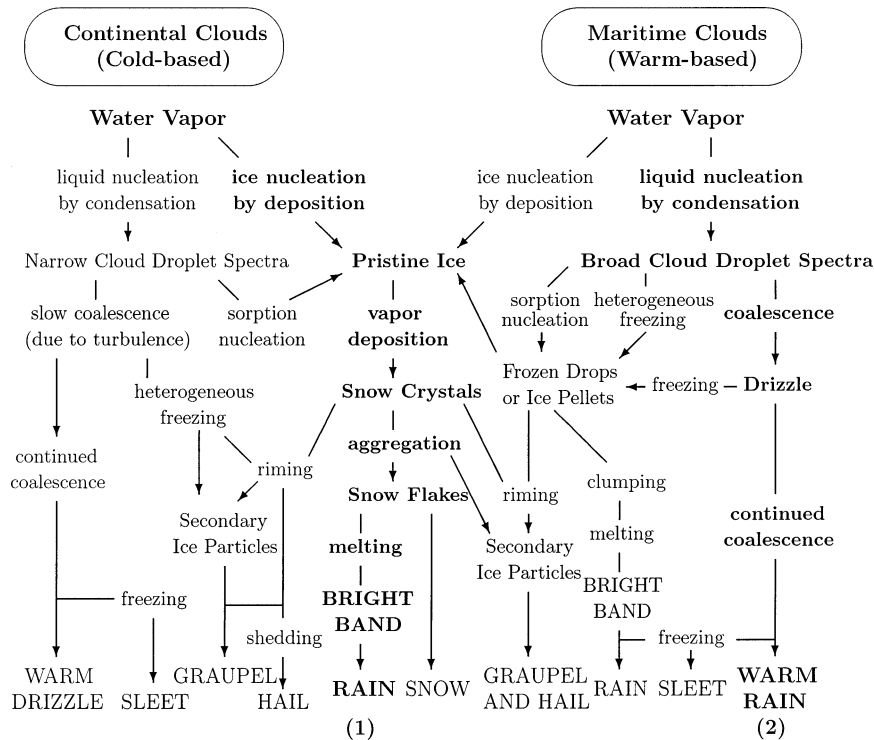 Continental Clouds
(Cold-based)
Maritime Clouds
(Warm-based)
Water Vapor
Water Vapor
liquid nucleation
by condensation
ice nucleation
by deposition
ice nucleation
by deposition
liquid nucleation
by condensation
Narrow Cloud Droplet Spectra
Pristine Ice
Broad Cloud Droplet Spectra
slow coalescence
(due to turbulence)
sorption
nucleation
vapor
deposition
sorption
nucleation
heterogeneous
freezing
coalescence
heterogeneous
freezing
Snow Crystals
Frozen Drops
or Ice Pellets
freezing
Drizzle
continued
coalescence
riming
aggregation
Snow Flakes
riming
clumping
Secondary
Ice Particles
melting
Secondary
Ice Particles
melting
continued
coalescence
freezing
shedding
BRIGHT
BAND
BRIGHT
BAND
freezing
WARM
DRIZZLE
SLEET
GRAUPEL
HAIL
RAIN
SNOW
GRAUPEL
AND HAIL
RAIN
SLEET
WARM
RAIN
(1)
(2)